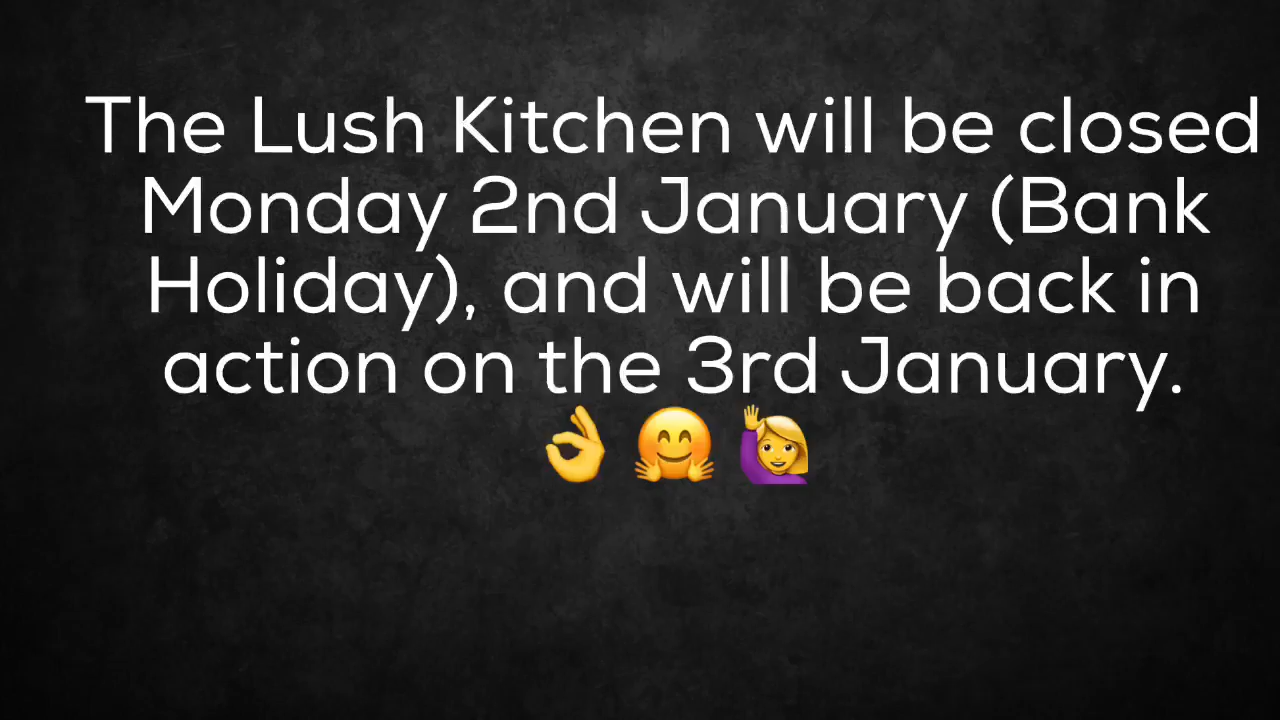 The Lush Kitchen will be closed
Monday 2nd January (Bank
Holiday), and will be back in
action on the 3rd January.
👌 🤗 🙋‍♀️